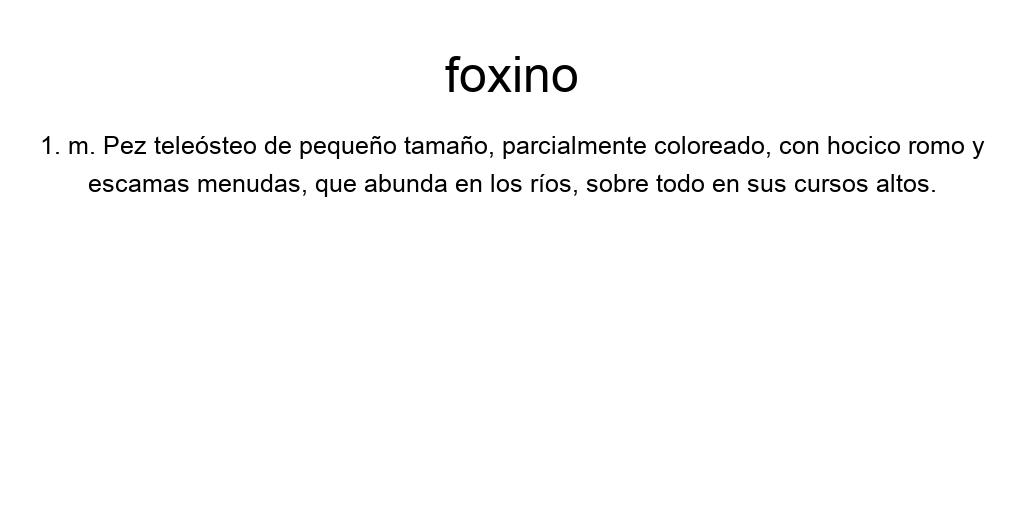 foxino
1. m. Pez teleósteo de pequeño tamaño, parcialmente coloreado, con hocico romo y
escamas menudas, que abunda en los ríos, sobre todo en sus cursos altos.